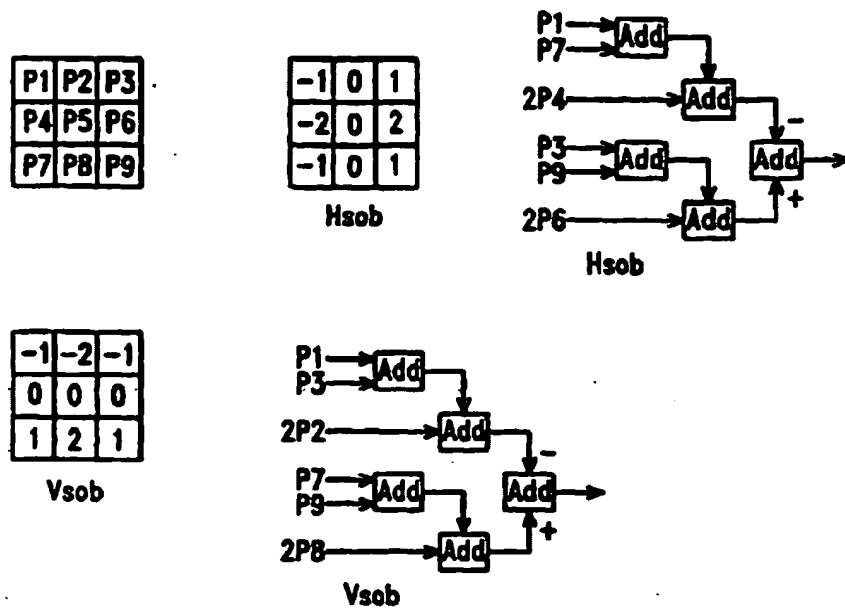 P1 P2 P3
P4 P5 P6
P7 P8 P9
-1 0 1
-2 0 2
-1 0 1
Hsob
P1
P7
Add
2P4
Add
-
P3
P9
Add
Add
2P6
Add
+
Hsob
-1 -2 -1
0 0 0
1 2 1
Vsob
P1
P3
Add
2P2
Add
-
P7
P9
Add
Add
2P8
Add
+
Vsob